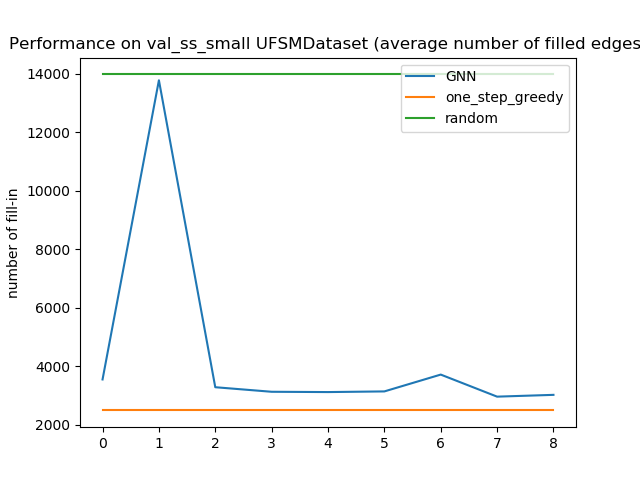 Performance on val_ss_small UFSMDataset (average number of filled edges
14000
12000
10000
8000
6000
4000
2000
number of fill-in
GNN
one_step_greedy
random
0 1 2 3 4 5 6 7 8